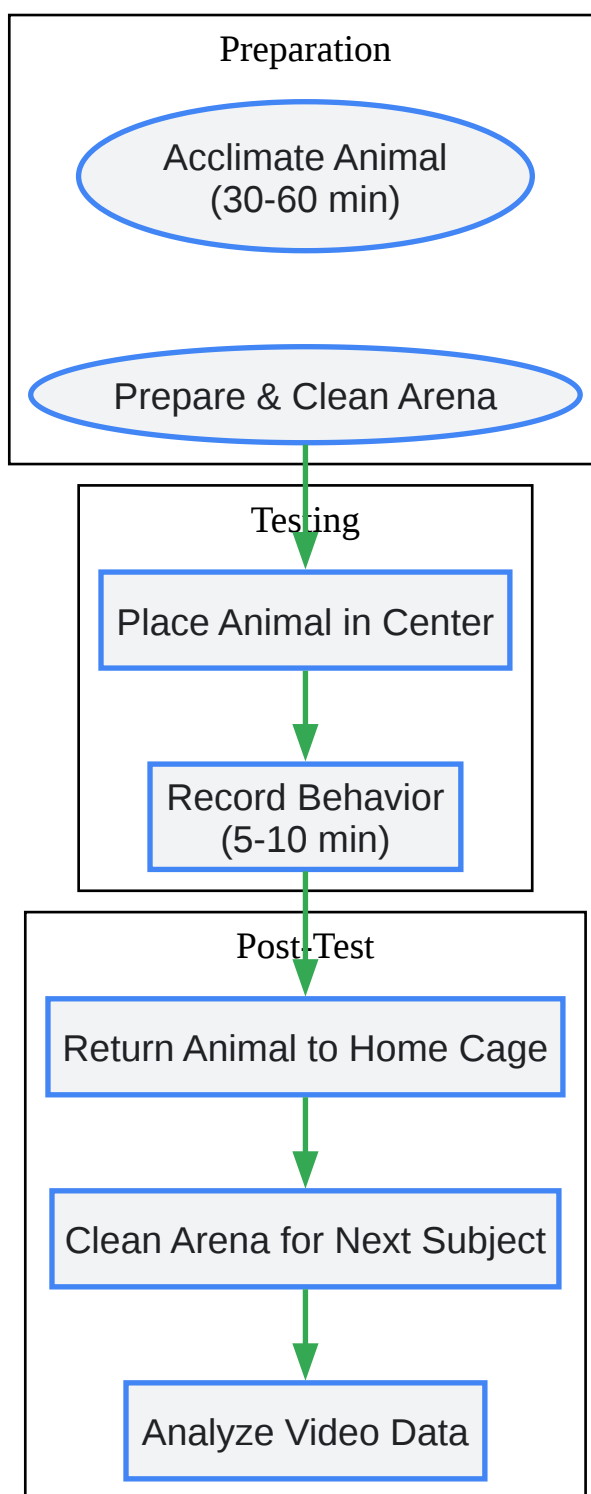 Preparation
Acclimate Animal
(30-60 min)
Prepare & Clean Arena
Testing
Place Animal in Center
Record Behavior
(5-10 min)
Post-Test
Return Animal to Home Cage
Clean Arena for Next Subject
Analyze Video Data